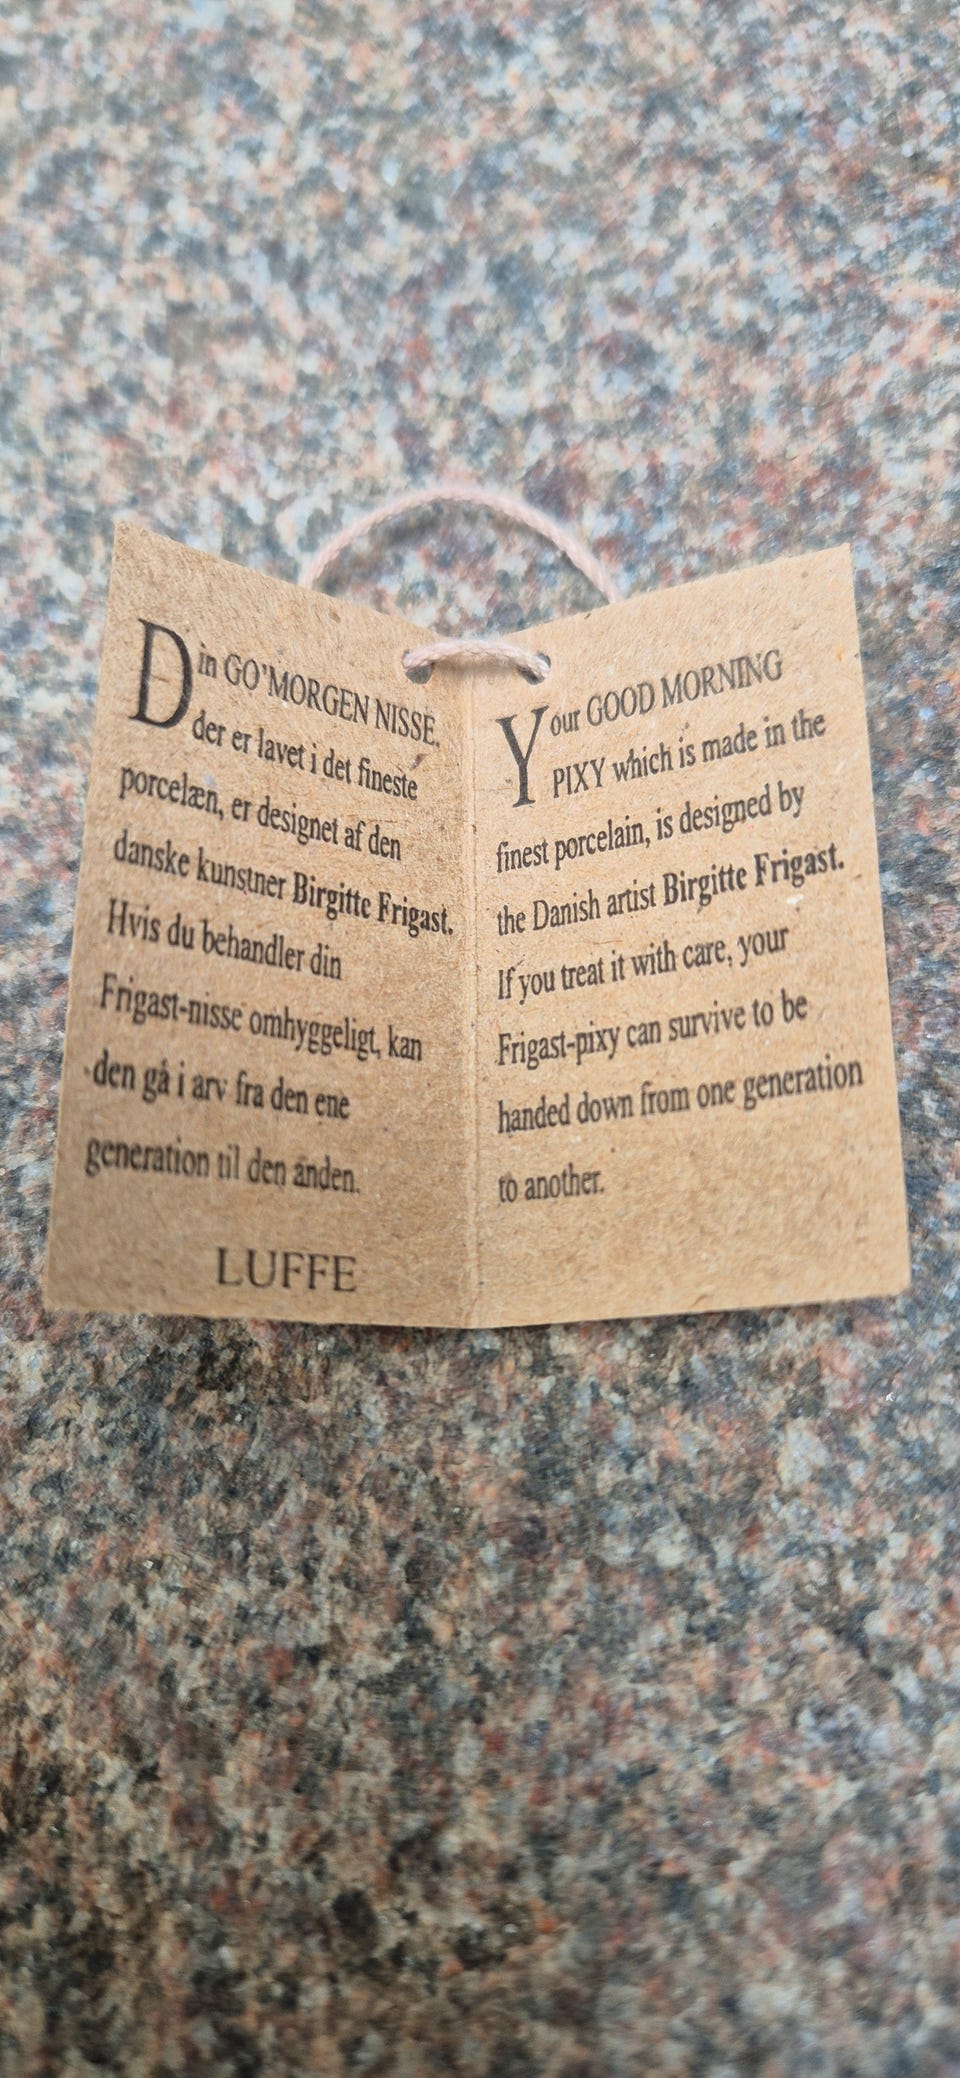 Din GO'MORGEN NISSE,
der er lavet i det fineste
porcelæn, er designet af den
danske kunstner Birgitte Frigast.
Hvis du behandler din
Frigast-nisse omhyggeligt, kan
den gå i arv fra den ene
generation til den anden.
LUFFE
Your GOOD MORNING
PIXY which is made in the
finest porcelain, is designed by
the Danish artist Birgitte Frigast.
If you treat it with care, your
Frigast-pixy can survive to be
handed down from one generation
to another.